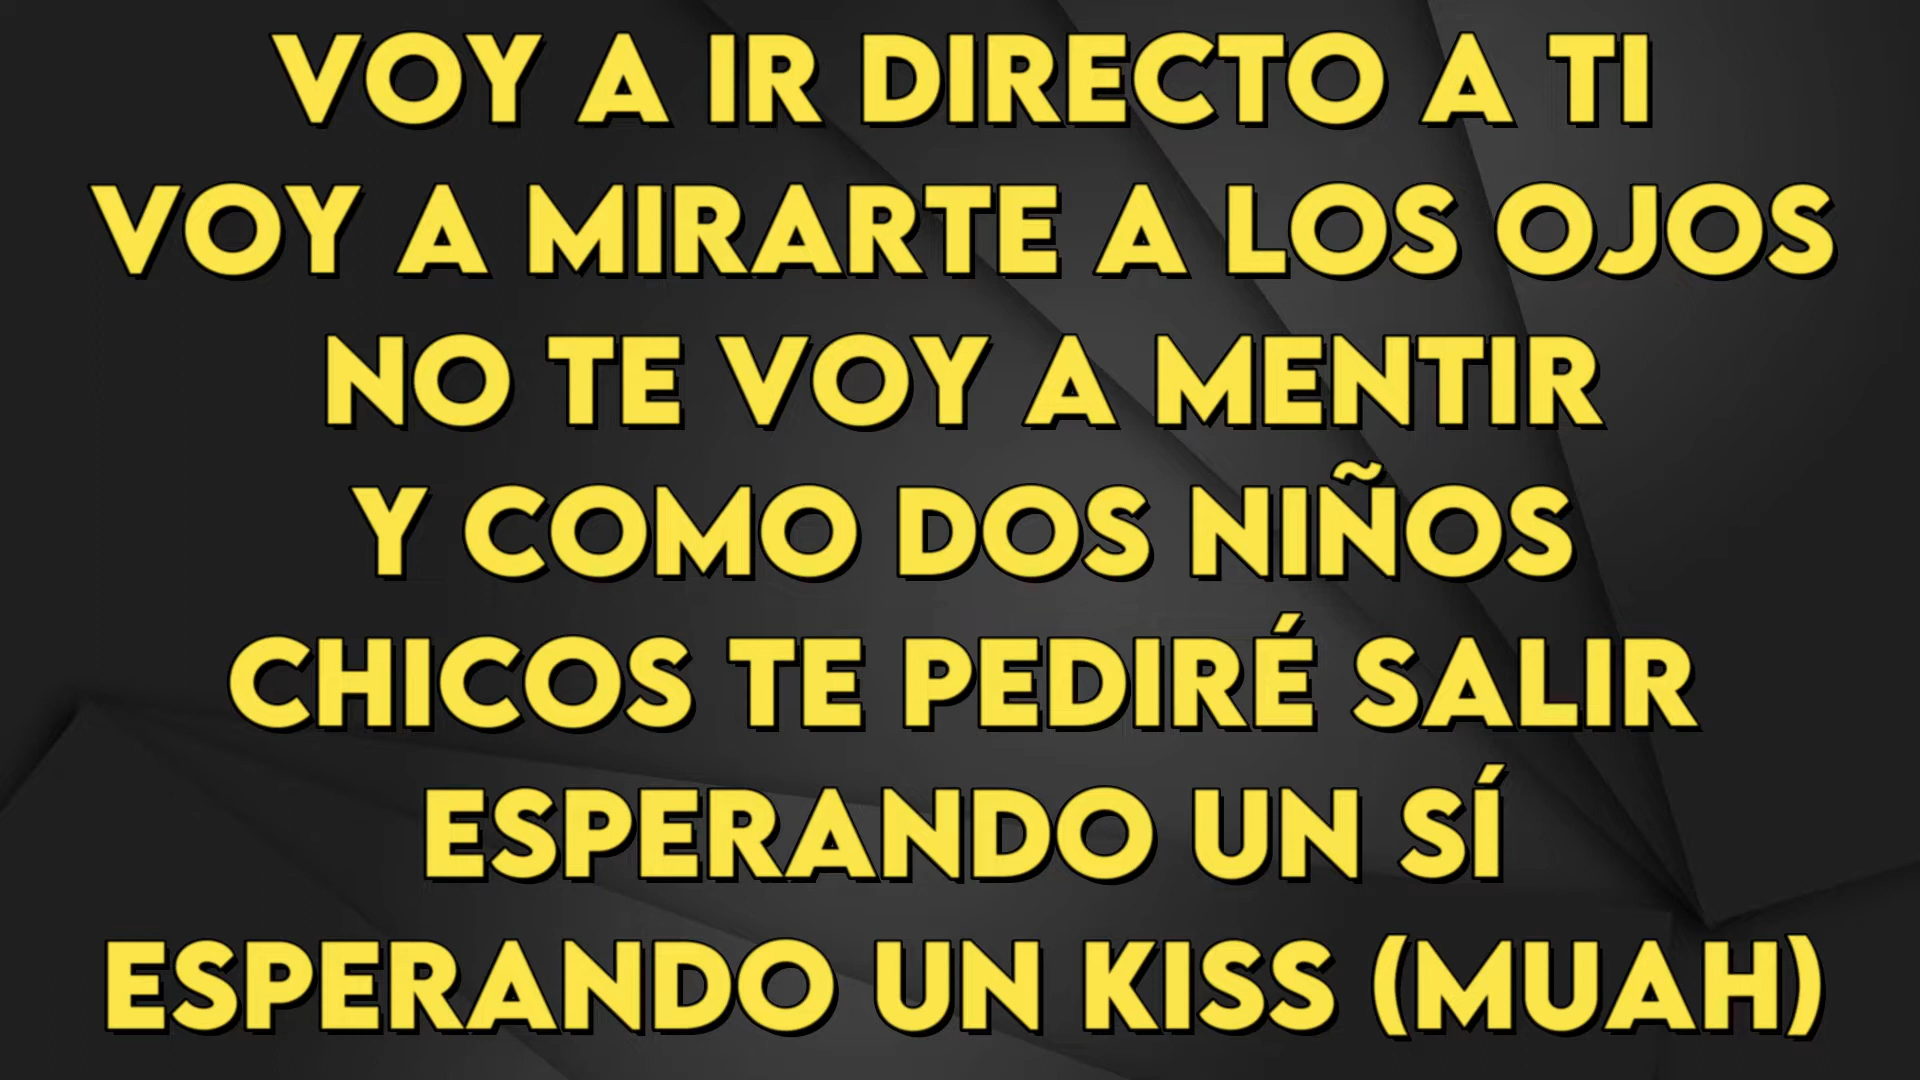 VOY A IR DIRECTO A TI
VOY A MIRARTE A LOS OJOS
NO TE VOY A MENTIR
Y COMO DOS NIÑOS
CHICOS TE PEDIRÉ SALIR
ESPERANDO UN SÍ
ESPERANDO UN KISS (MUAH)